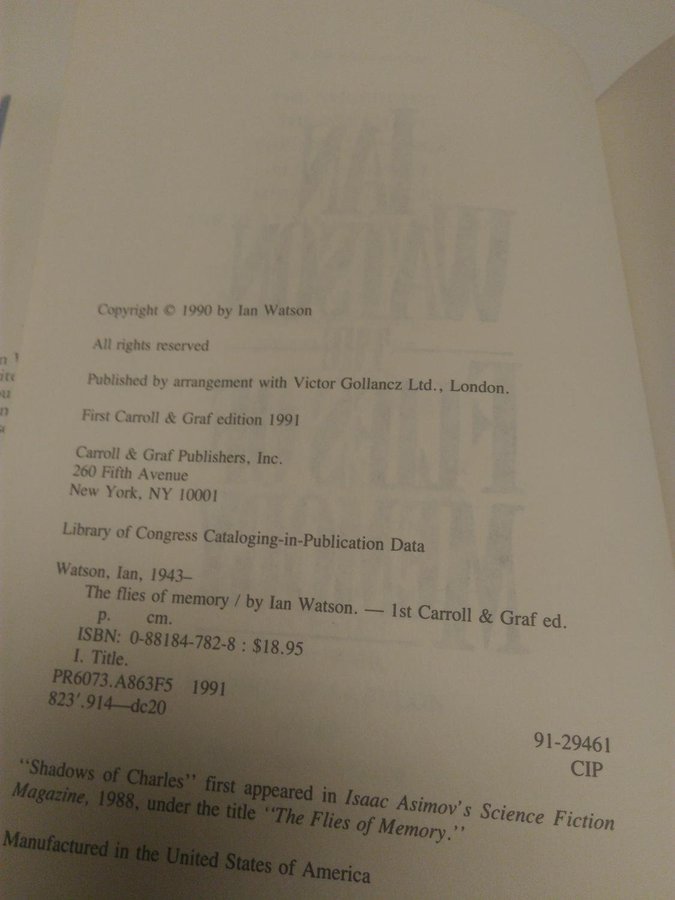 Copyright © 1990 by Ian Watson
All rights reserved
Published by arrangement with Victor Gollancz Ltd., London.
First Carroll & Graf edition 1991
Carroll & Graf Publishers, Inc.
260 Fifth Avenue
New York, NY 10001
Library of Congress Cataloging-in-Publication Data
Watson, Ian, 1943–
The flies of memory / by Ian Watson. — 1st Carroll & Graf ed.
p. cm.
ISBN: 0-88184-782-8 : $18.95
I. Title.
PR6073.A863F5 1991
823'.914—dc20
91-29461
CIP
"Shadows of Charles" first appeared in Isaac Asimov's Science Fiction
Magazine, 1988, under the title "The Flies of Memory."
Manufactured in the United States of America